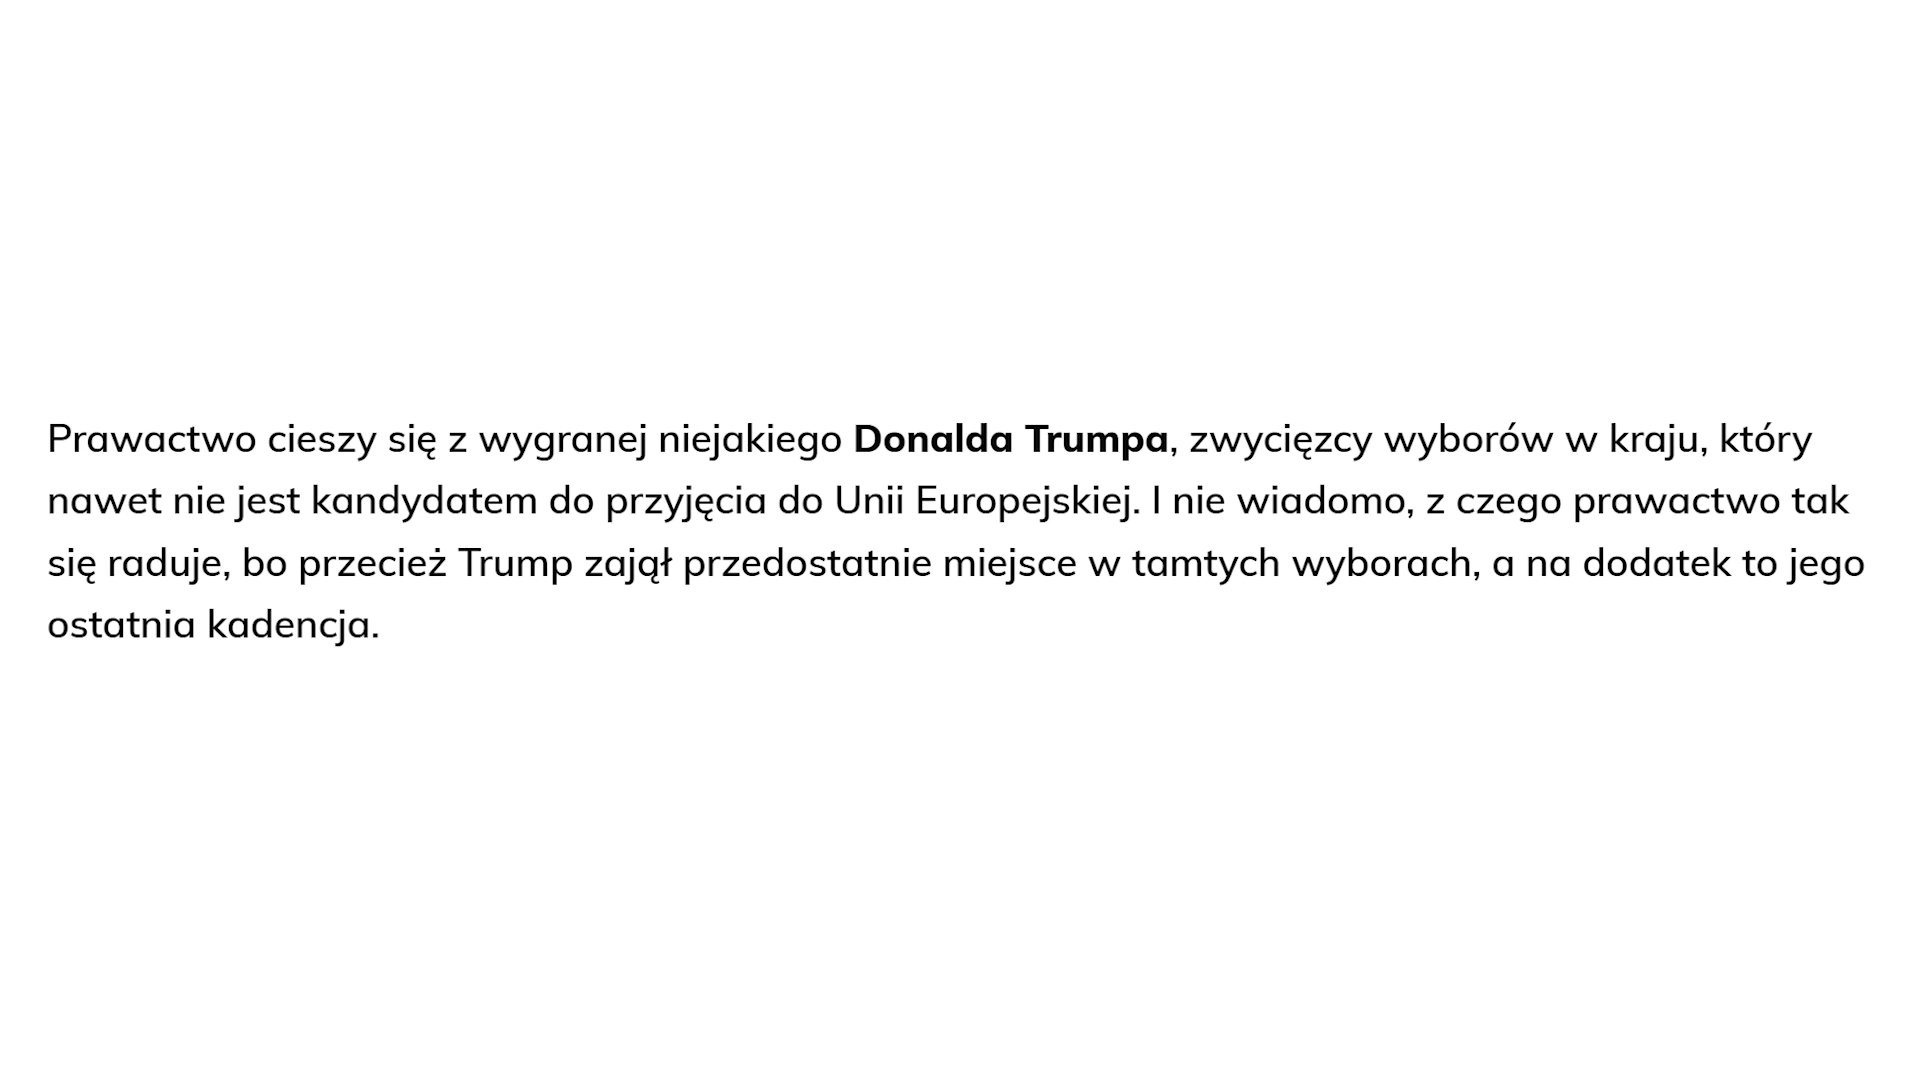 Prawactwo cieszy się z wygranej niejakiego Donalda Trumpa, zwycięzcy wyborów w kraju, który
nawet nie jest kandydatem do przyjęcia do Unii Europejskiej. I nie wiadomo, z czego prawactwo tak
się raduje, bo przecież Trump zajął przedostatnie miejsce w tamtych wyborach, a na dodatek to jego
ostatnia kadencja.